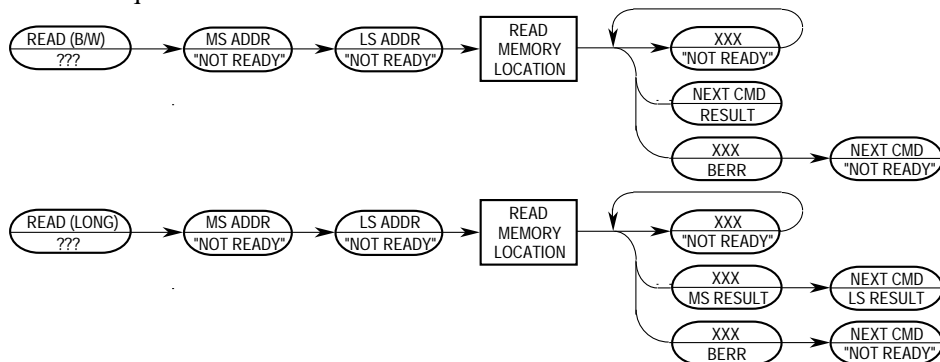 READ (B/W)
???
MS ADDR
"NOT READY"
LS ADDR
"NOT READY"
READ
MEMORY
LOCATION
XXX
"NOT READY"
NEXT CMD
RESULT
XXX
BERR
NEXT CMD
"NOT READY"
READ (LONG)
???
MS ADDR
"NOT READY"
LS ADDR
"NOT READY"
READ
MEMORY
LOCATION
XXX
"NOT READY"
XXX
MS RESULT
NEXT CMD
LS RESULT
XXX
BERR
NEXT CMD
"NOT READY"